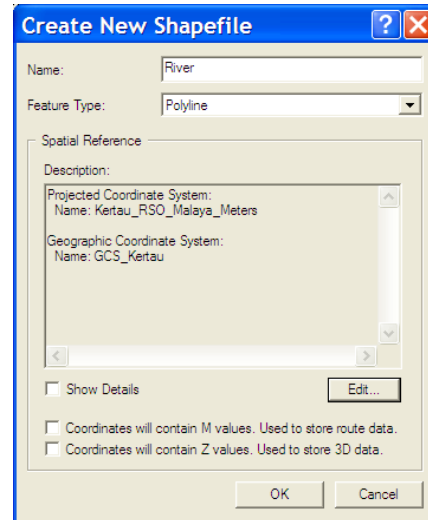 Create New Shapefile
Name:
River
Feature Type:
Polyline
Spatial Reference
Description:
Projected Coordinate System:
Name: Kertau_RSO_Malaya_Meters
Geographic Coordinate System:
Name: GCS_Kertau
Show Details
Edit...
Coordinates will contain M values. Used to store route data.
Coordinates will contain Z values. Used to store 3D data.
OK
Cancel